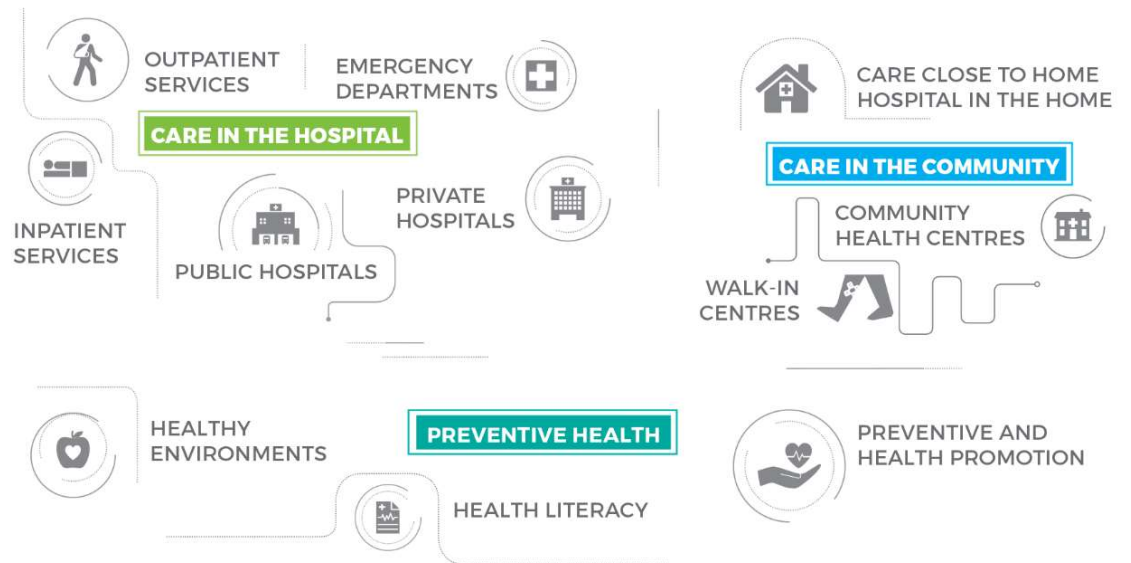 OUTPATIENT
SERVICES
EMERGENCY
DEPARTMENTS
CARE IN THE HOSPITAL
INPATIENT
SERVICES
PUBLIC HOSPITALS
PRIVATE
HOSPITALS
CARE CLOSE TO HOME
HOSPITAL IN THE HOME
CARE IN THE COMMUNITY
COMMUNITY
HEALTH CENTRES
WALK-IN
CENTRES
HEALTHY
ENVIRONMENTS
PREVENTIVE HEALTH
HEALTH LITERACY
PREVENTIVE AND
HEALTH PROMOTION